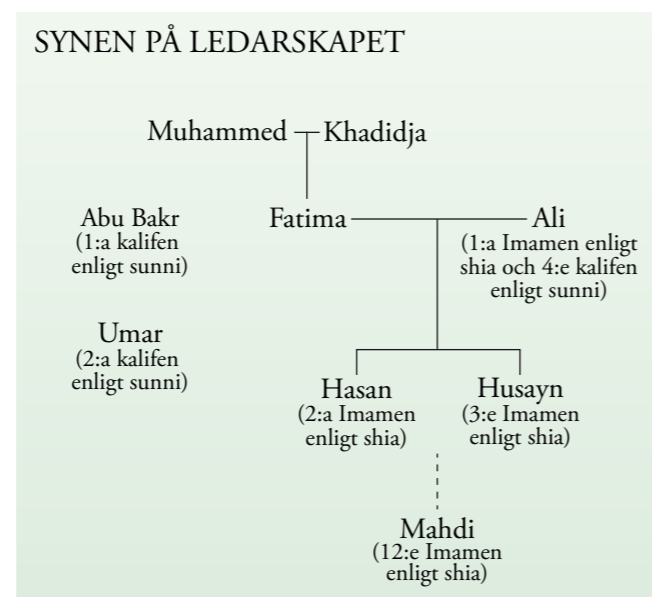 SYNEN PÅ LEDARSKAPET
Muhammed
Khadidja
Abu Bakr
(1:a kalifen
enligt sunni)
Fatima
Ali
(1:a Imamen enligt
shia och 4:e kalifen
enligt sunni)
Umar
(2:a kalifen
enligt sunni)
Hasan
(2:a Imamen
enligt shia)
Husayn
(3:e Imamen
enligt shia)
Mahdi
(12:e Imamen
enligt shia)